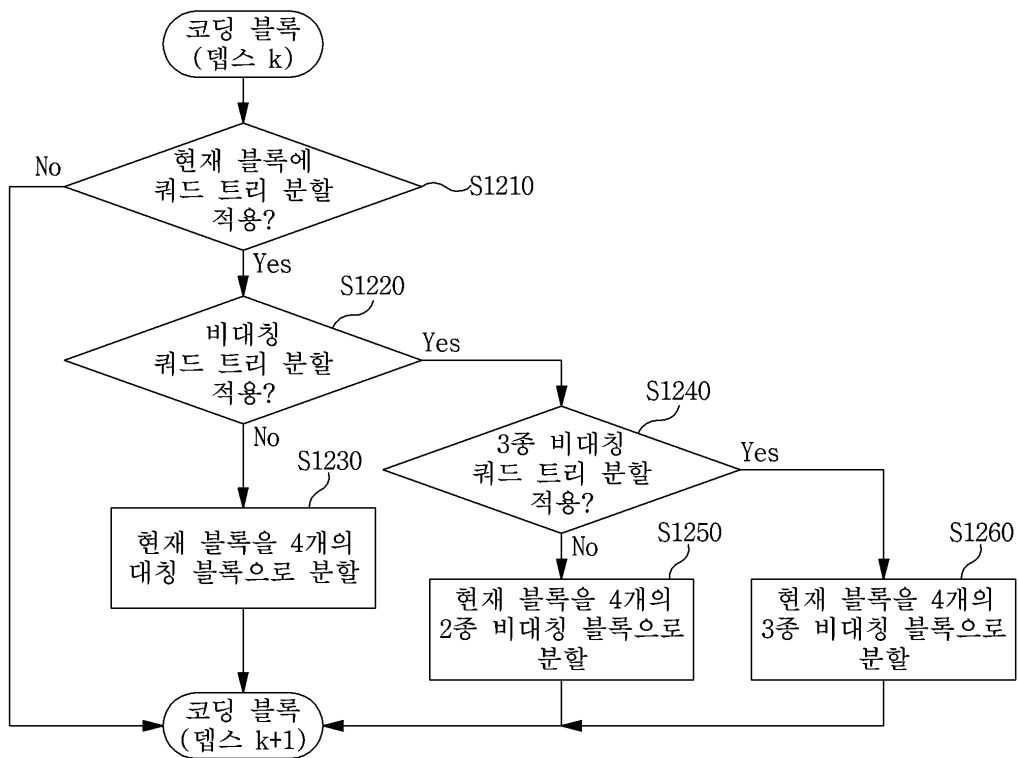 코딩 블록
(뎁스 k)
No
현재 블록에
쿼드 트리 분할
적용?
S1210
Yes
S1220
비대칭
쿼드 트리 분할
적용?
Yes
No
S1240
3종 비대칭
쿼드 트리 분할
적용?
Yes
S1230
현재 블록을 4개의
대칭 블록으로 분할
No
S1250
현재 블록을 4개의
2종 비대칭 블록으로
분할
S1260
현재 블록을 4개의
3종 비대칭 블록으로
분할
코딩 블록
(뎁스 k+1)